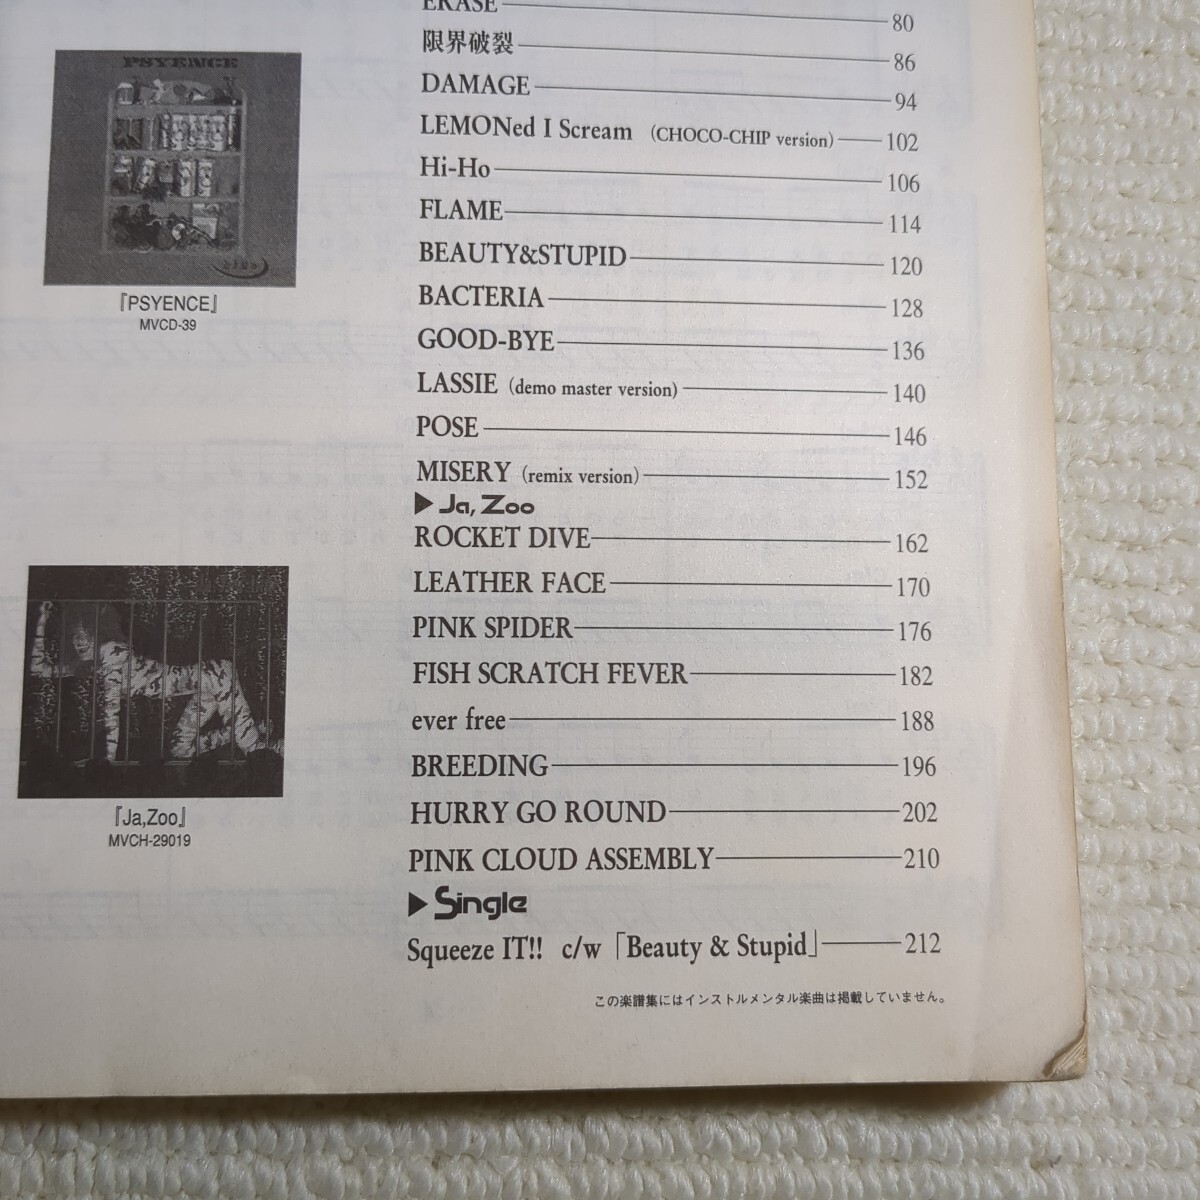 ERASE 80
限界破裂 86
DAMAGE 94
LEMONed I Scream (CHOCO-CHIP version) 102
Hi-Ho 106
FLAME 114
BEAUTY&STUPID 120
BACTERIA 128
GOOD-BYE 136
LASSIE (demo master version) 140
POSE 146
MISERY (remix version) 152
▶Ja, Zoo
ROCKET DIVE 162
LEATHER FACE 170
PINK SPIDER 176
FISH SCRATCH FEVER 182
ever free 188
BREEDING 196
HURRY GO ROUND 202
PINK CLOUD ASSEMBLY 210
▶Single
Squeeze IT!! c/w「Beauty & Stupid」 212
この楽譜集にはインストルメンタル楽曲は掲載していません。
PSYENCE
hide
『PSYENCE』
MVCD-39
『Ja,Zoo』
MVCH-29019